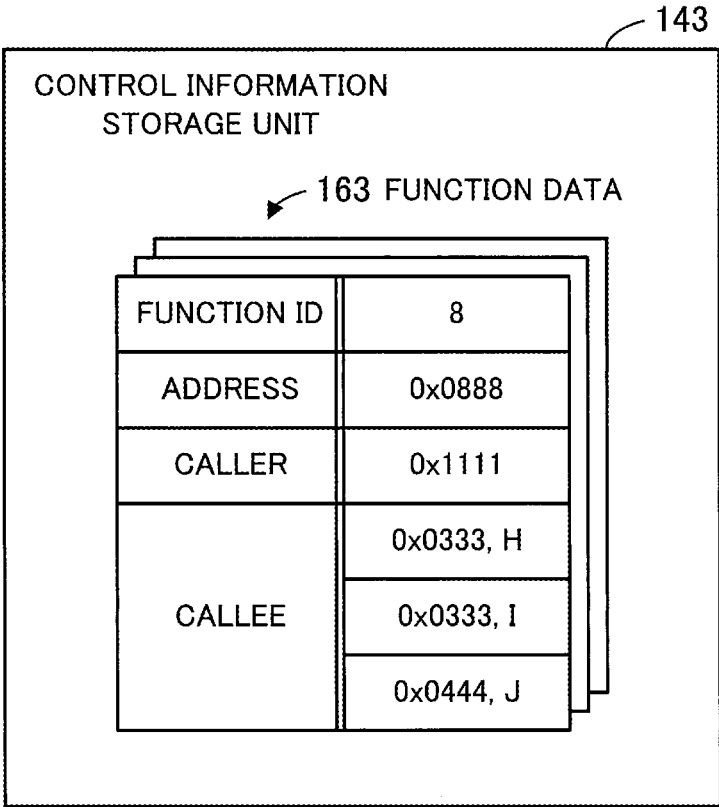 143
CONTROL INFORMATION
STORAGE UNIT
163 FUNCTION DATA
FUNCTION ID 8
ADDRESS 0x0888
CALLER 0x1111
CALLEE
0x0333, H
0x0333, I
0x0444, J